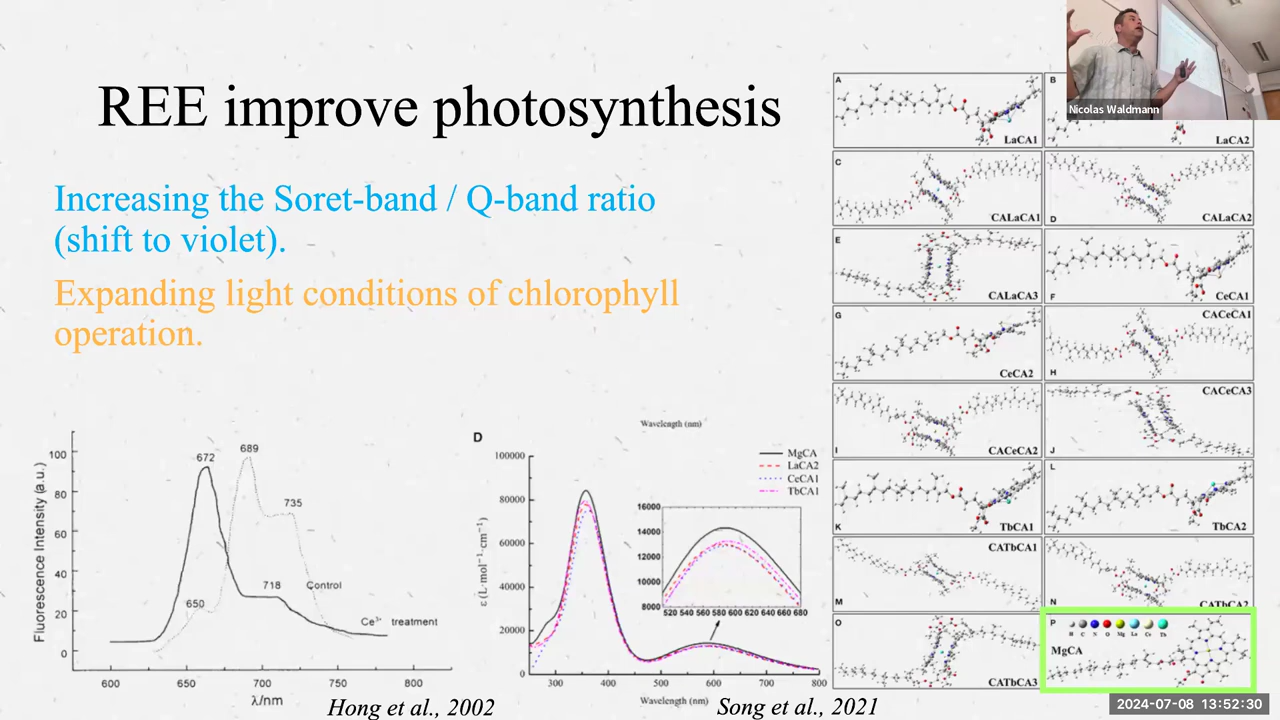 REE improve photosynthesis
Increasing the Soret-band / Q-band ratio
(shift to violet).
Expanding light conditions of chlorophyll
operation.
Fluorescence Intensity (a.u.)
100
80
60
40
20
0
672
689
735
650
718
Control
Ce³⁺ treatment
600
650
700
750
800
λ/nm
Hong et al., 2002
D
Wavelength (nm)
ε (L·mol⁻¹·cm⁻¹)
100000
80000
60000
40000
20000
0
MgCA
LaCA2
CeCA1
TbCA1
16000
14000
12000
10000
8000
520 540 560 580 600 620 640 660 680
300
400
500
600
700
800
Wavelength (nm)
Song et al., 2021
A
LaCA1
B
LaCA2
C
CALaCA1
D
CALaCA2
E
CALaCA3
F
CeCA1
G
CeCA2
CACeCA1
H
I
CACeCA2
CACeCA3
J
K
TbCA1
L
TbCA2
CATbCA1
M
N
CATbCA2
O
CATbCA3
P
H C N O Mg La Ce Tb
MgCA
Nicolas Waldmann
2024-07-08 13:52:30